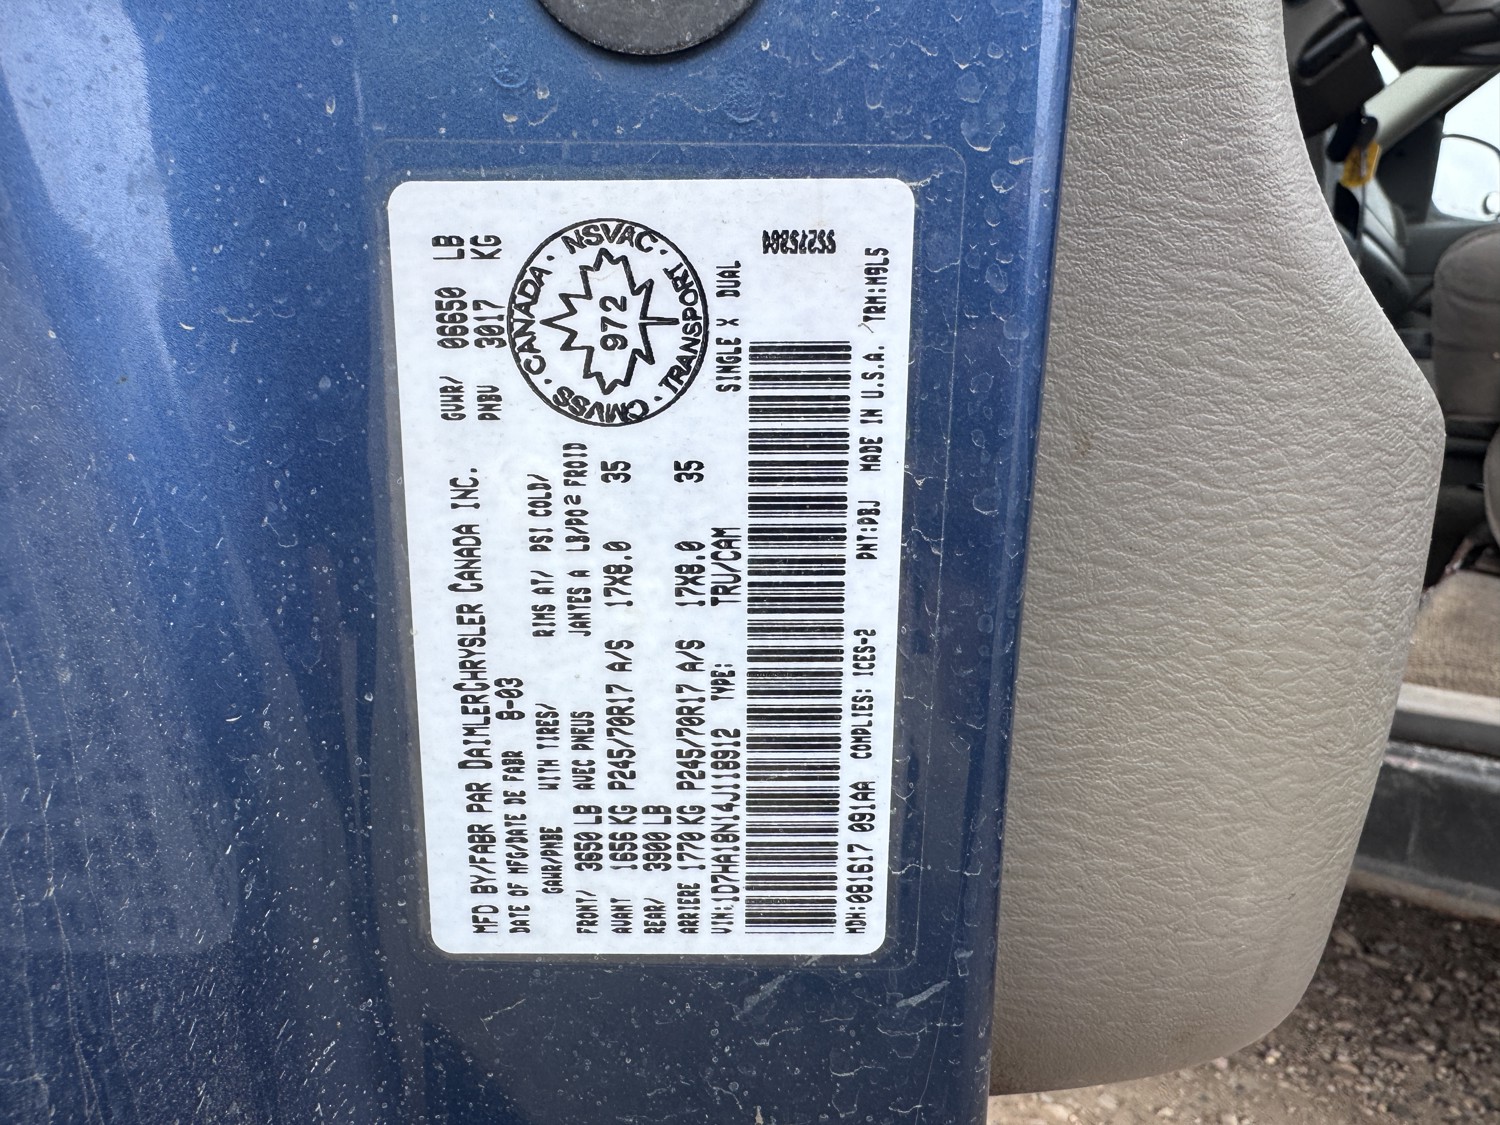 MFD BY/FABR PAR DAIMLERCHRYSLER CANADA INC. GVWR/ 06650 LB
DATE OF MFG/DATE DE FABR 8-03 PNBV 3017 KG
GAWR/PNBE WITH TIRES/ RIMS AT/ PSI COLD/
FRONT/ 3650 LB AVEC PNEUS JANTES A LB/PO² FROID
AVANT 1656 KG P245/70R17 A/S 17X8.0 35
REAR/ 3900 LB
ARRIERE 1770 KG P245/70R17 A/S 17X8.0 35
VIN: 1D7HA18N14J118912 TYPE: TRU/CAM SINGLE X DUAL
MDH:081617 091AA COMPLIES: ICES-2 PNT:PBJ MADE IN U.S.A. TRM:M9L5
CMVSS · CANADA · NSVAC · TRANSPORT ·
972